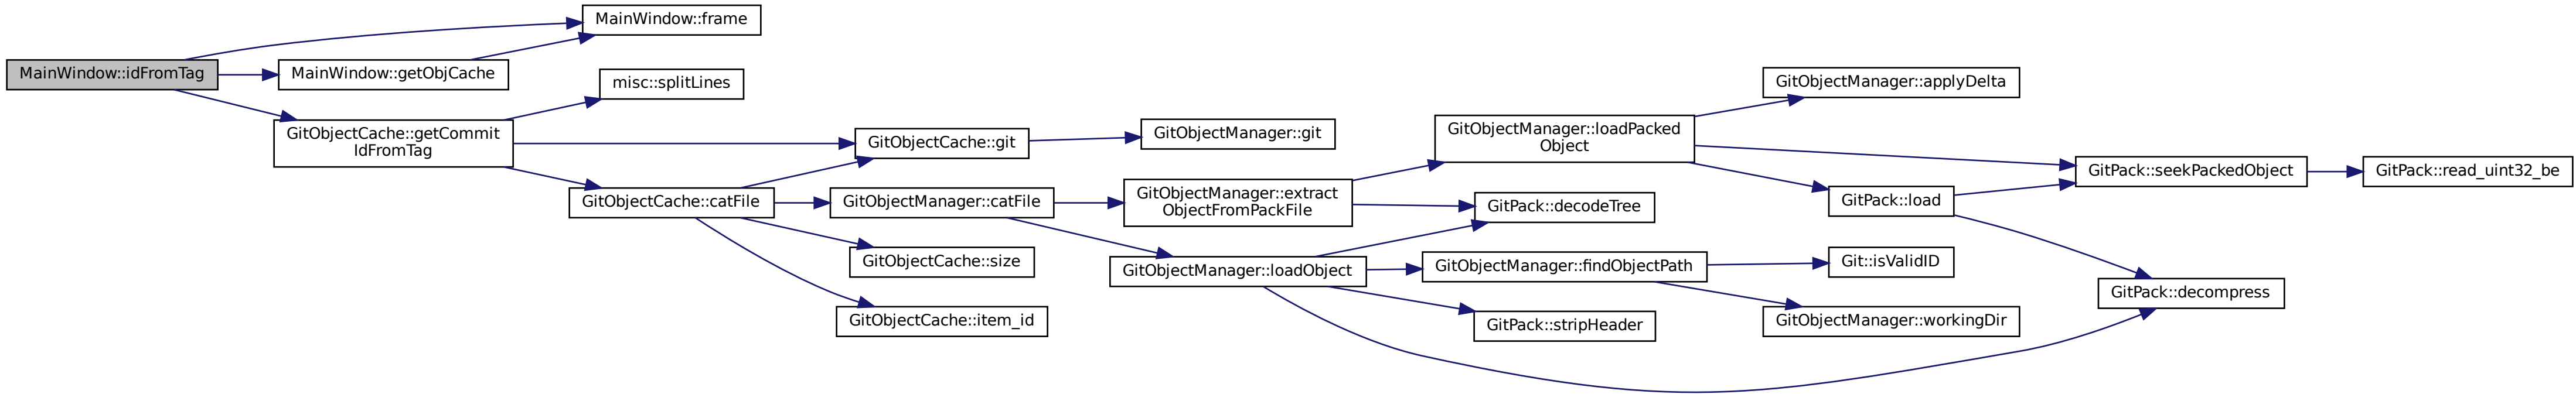 MainWindow::idFromTag
MainWindow::frame
MainWindow::getObjCache
GitObjectCache::getCommit
IdFromTag
misc::splitLines
GitObjectCache::git
GitObjectCache::catFile
GitObjectManager::git
GitObjectManager::catFile
GitObjectCache::size
GitObjectCache::item_id
GitObjectManager::extract
ObjectFromPackFile
GitObjectManager::loadObject
GitObjectManager::loadPacked
Object
GitPack::decodeTree
GitObjectManager::findObjectPath
GitPack::stripHeader
GitObjectManager::applyDelta
GitPack::load
Git::isValidID
GitObjectManager::workingDir
GitPack::seekPackedObject
GitPack::decompress
GitPack::read_uint32_be